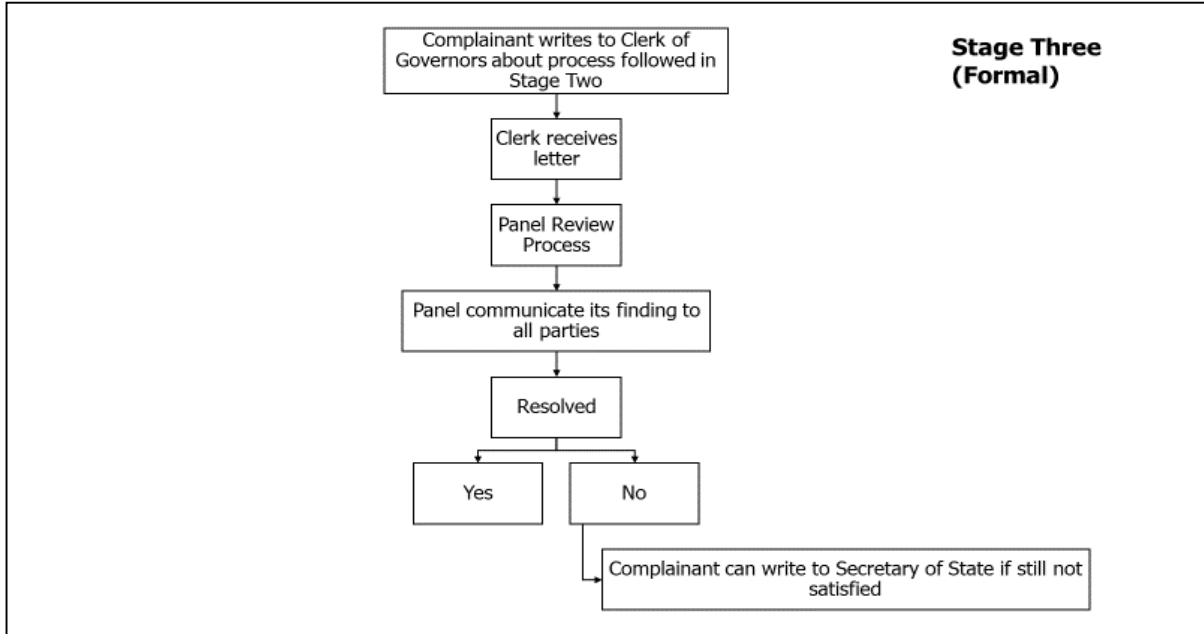 Complainant writes to Clerk of
Governors about process followed in
Stage Two
Stage Three
(Formal)
Clerk receives
letter
Panel Review
Process
Panel communicate its finding to
all parties
Resolved
Yes
No
Complainant can write to Secretary of State if still not
satisfied